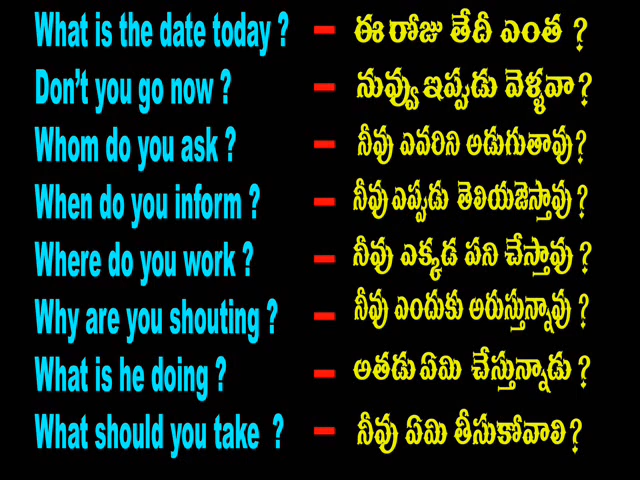 What is the date today ? – ఈ రోజు తేదీ ఎంత ?
Don't you go now ? – నువ్వు ఇప్పడు వెళ్ళవా ?
Whom do you ask ? – నీవు ఎవరిని అడుగుతావు ?
When do you inform ? – నీవు ఎప్పడు తెలియజెస్తావు ?
Where do you work ? – నీవు ఎక్కడ పని చేస్తావు ?
Why are you shouting ? – నీవు ఎందుకు అరుస్తున్నావు ?
What is he doing ? – అతడు ఏమి చేస్తున్నాడు ?
What should you take ? – నీవు ఏమి తీసుకోవాలి ?